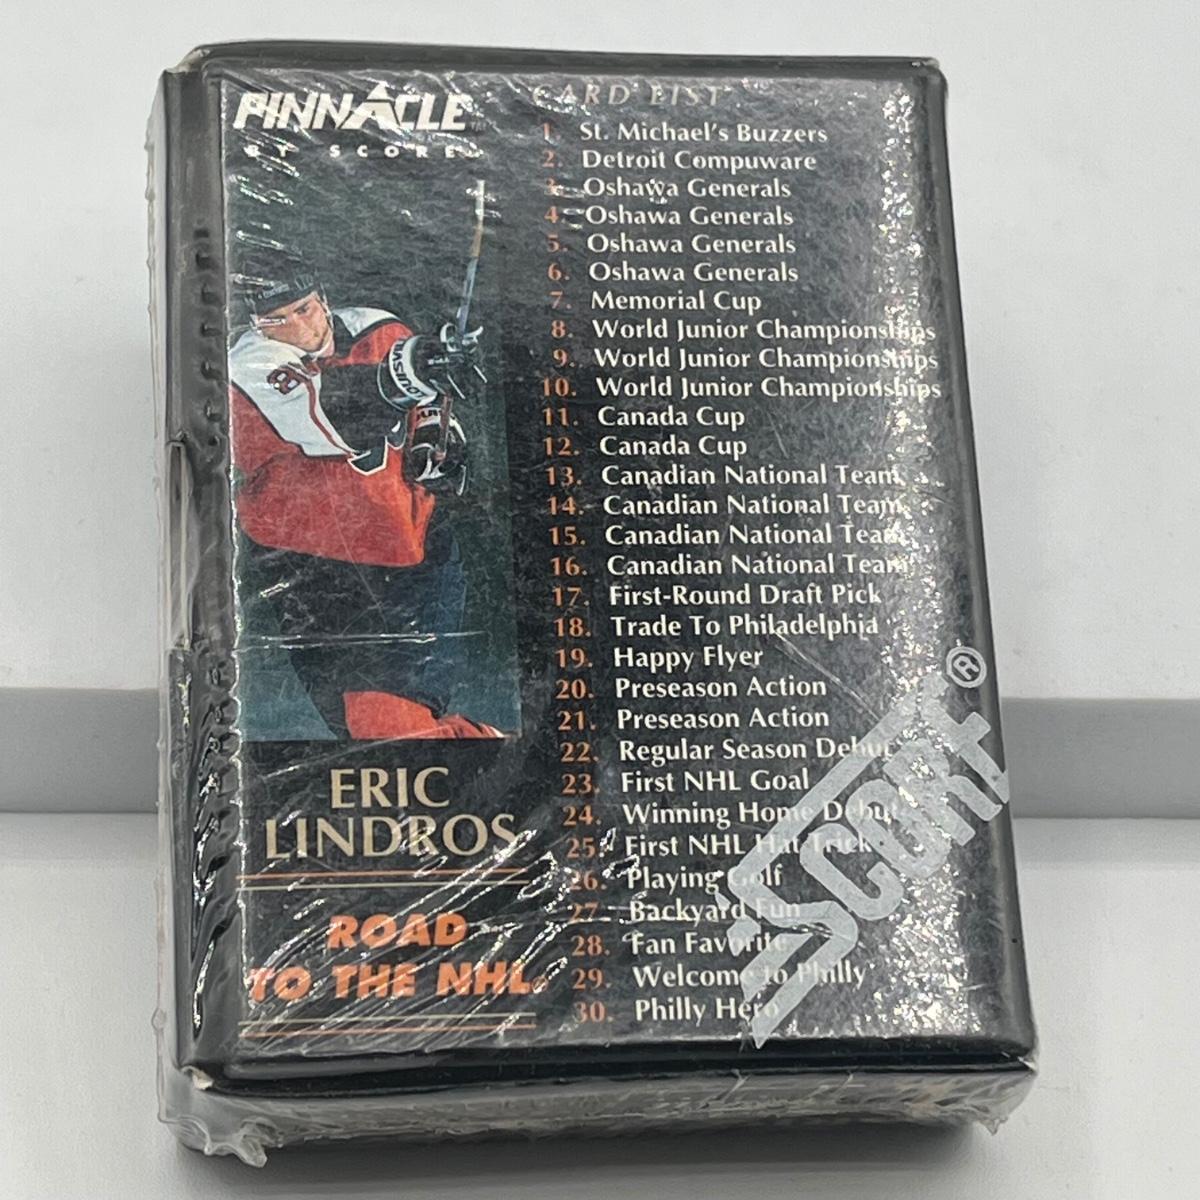 PINNACLE™
BY SCORE
CARD LIST
1. St. Michael's Buzzers
2. Detroit Compuware
3. Oshawa Generals
4. Oshawa Generals
5. Oshawa Generals
6. Oshawa Generals
7. Memorial Cup
8. World Junior Championships
9. World Junior Championships
10. World Junior Championships
11. Canada Cup
12. Canada Cup
13. Canadian National Team
14. Canadian National Team
15. Canadian National Team
16. Canadian National Team
17. First-Round Draft Pick
18. Trade To Philadelphia
19. Happy Flyer
20. Preseason Action
21. Preseason Action
22. Regular Season Debut
23. First NHL Goal
24. Winning Home Debut
25. First NHL Hat Trick
26. Playing Golf
27. Backyard Fun
28. Fan Favorite
29. Welcome to Philly
30. Philly Hero
ERIC
LINDROS
ROAD
TO THE NHL®
SCORE®
8